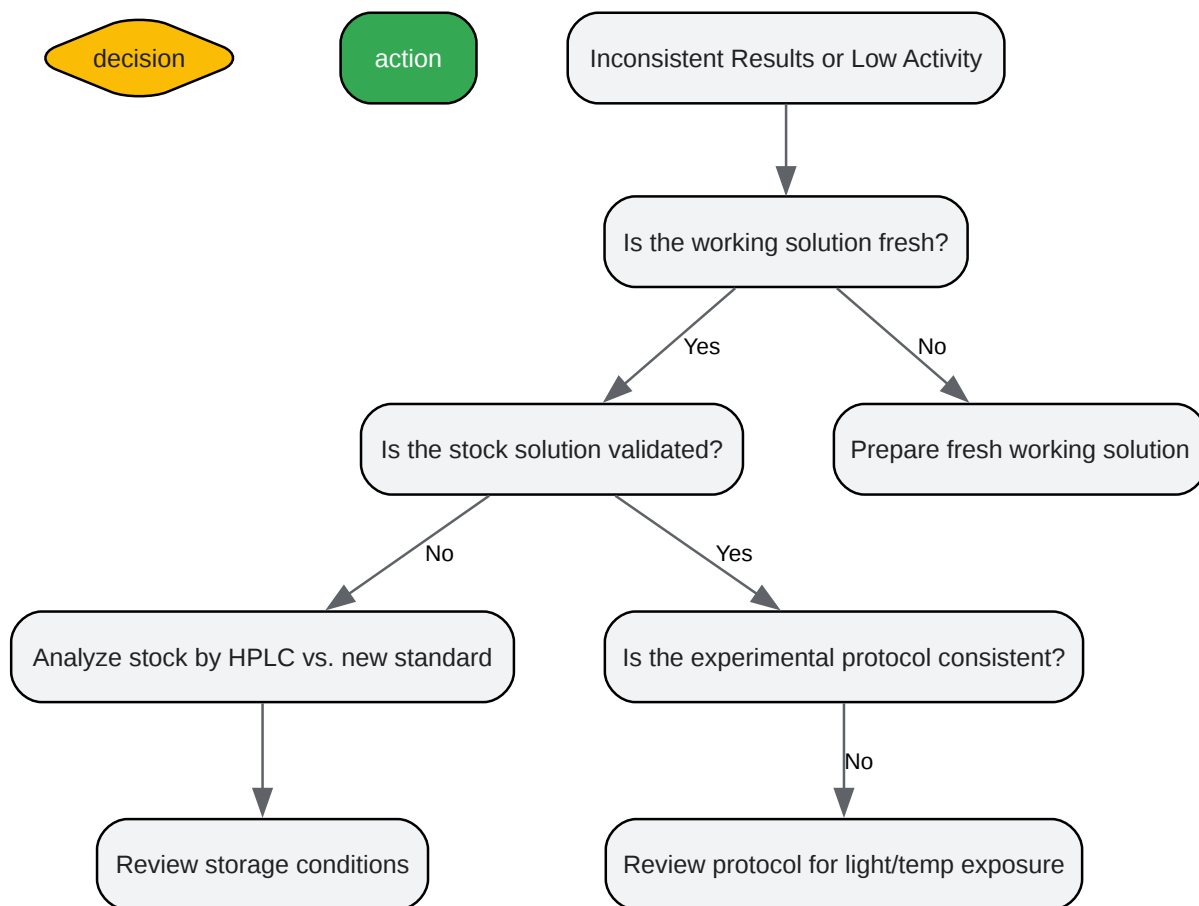 decision
action
Inconsistent Results or Low Activity
Is the working solution fresh?
Yes
No
Is the stock solution validated?
Prepare fresh working solution
No
Yes
Analyze stock by HPLC vs. new standard
Is the experimental protocol consistent?
No
Review storage conditions
Review protocol for light/temp exposure